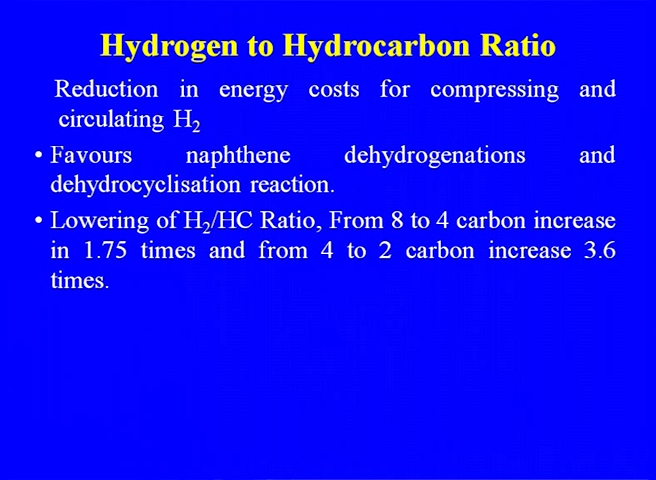 Hydrogen to Hydrocarbon Ratio
Reduction in energy costs for compressing and
circulating H₂
• Favours naphthene dehydrogenations and
dehydrocyclisation reaction.
• Lowering of H₂/HC Ratio, From 8 to 4 carbon increase
in 1.75 times and from 4 to 2 carbon increase 3.6
times.